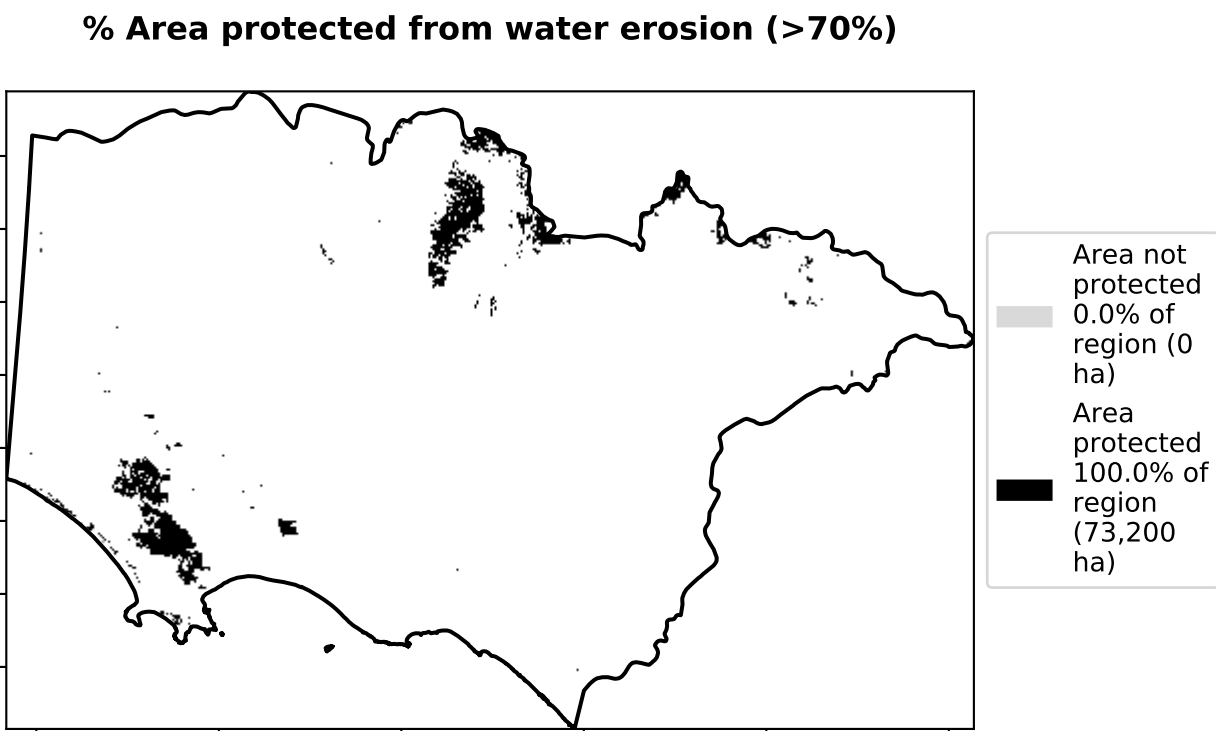 % Area protected from water erosion (>70%)
Area not
protected
0.0% of
region (0
ha)
Area
protected
100.0% of
region
(73,200
ha)